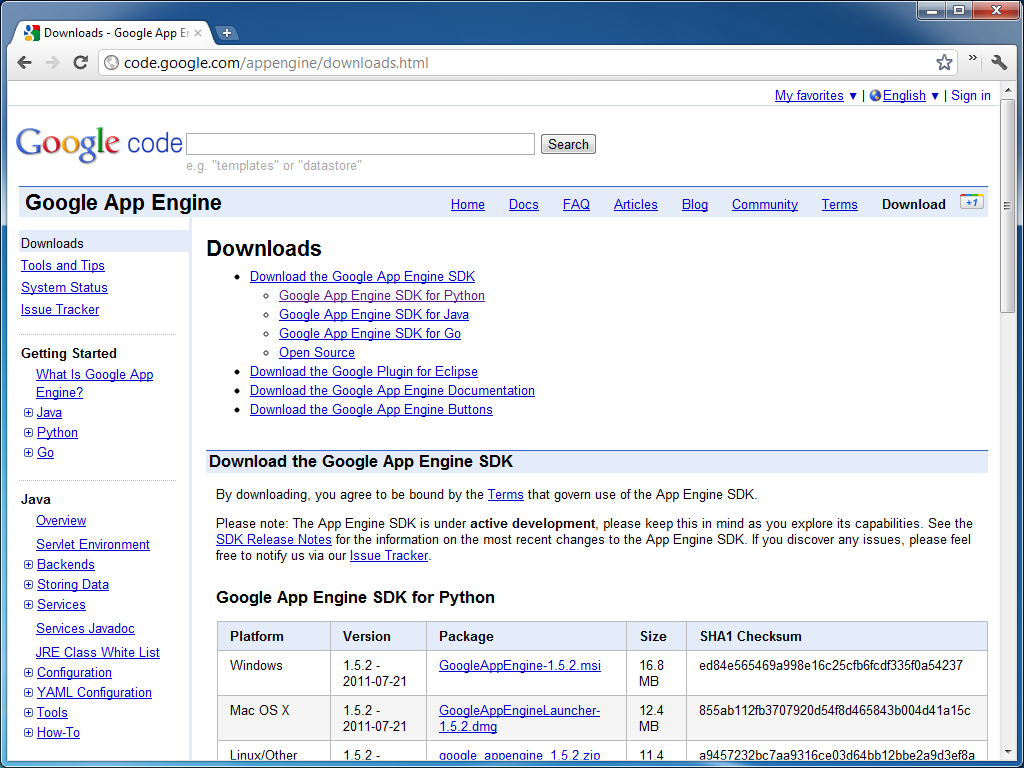 Downloads - Google App En
code.google.com/appengine/downloads.html
My favorites ▼ | English ▼ | Sign in
Google code
Search
e.g. "templates" or "datastore"
Google App Engine
Home Docs FAQ Articles Blog Community Terms Download +1
Downloads
Tools and Tips
System Status
Issue Tracker
Getting Started
What Is Google App
Engine?
Java
Python
Go
Java
Overview
Servlet Environment
Backends
Storing Data
Services
Services Javadoc
JRE Class White List
Configuration
YAML Configuration
Tools
How-To
Downloads
Download the Google App Engine SDK
Google App Engine SDK for Python
Google App Engine SDK for Java
Google App Engine SDK for Go
Open Source
Download the Google Plugin for Eclipse
Download the Google App Engine Documentation
Download the Google App Engine Buttons
Download the Google App Engine SDK
By downloading, you agree to be bound by the Terms that govern use of the App Engine SDK.
Please note: The App Engine SDK is under active development, please keep this in mind as you explore its capabilities. See the
SDK Release Notes for the information on the most recent changes to the App Engine SDK. If you discover any issues, please feel
free to notify us via our Issue Tracker.
Google App Engine SDK for Python
Platform Version Package Size SHA1 Checksum
Windows 1.5.2 - GoogleAppEngine-1.5.2.msi 16.8 ed84e565469a998e16c25cfb6fcdf335f0a54237
2011-07-21 MB
Mac OS X 1.5.2 - GoogleAppEngineLauncher- 12.4 855ab112fb3707920d54f8d465843b004d41a15c
2011-07-21 1.5.2.dmg MB
Linux/Other 1.5.2 - google_appengine_1.5.2.zip 11.4 a9457232bc7aa9316ce03d64bb12bbe2a9d3ef8a